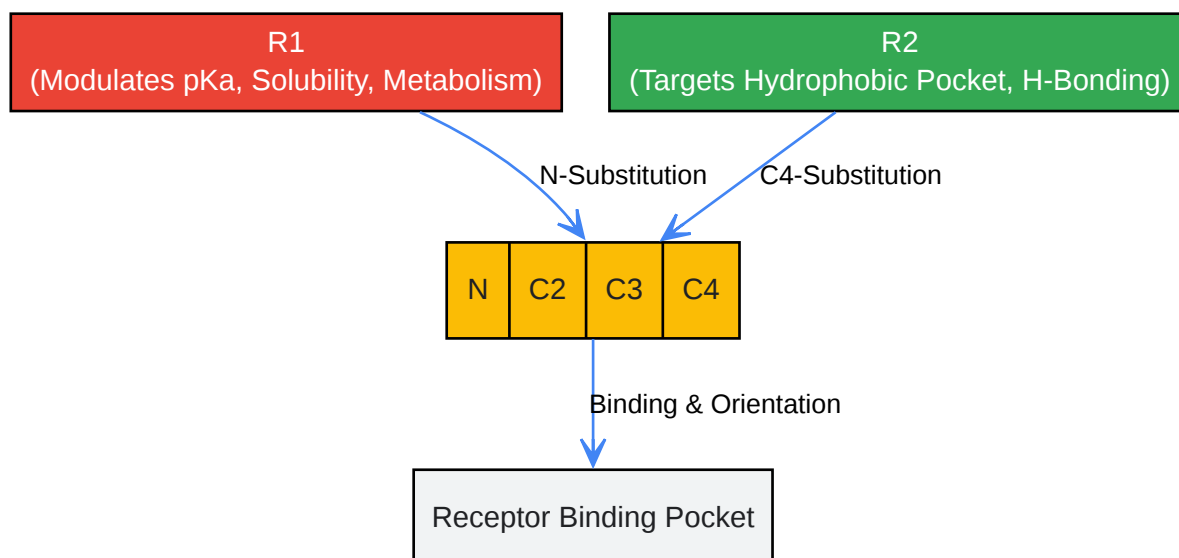 R1
(Modulates pKa, Solubility, Metabolism)
R2
(Targets Hydrophobic Pocket, H-Bonding)
N-Substitution
C4-Substitution
N C2 C3 C4
Binding & Orientation
Receptor Binding Pocket